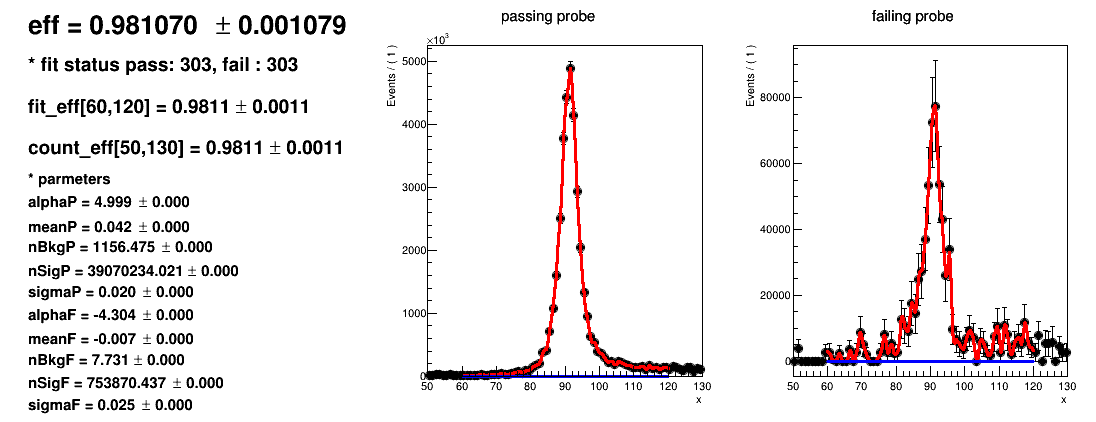 eff = 0.981070 ± 0.001079
* fit status pass: 303, fail : 303
fit_eff[60,120] = 0.9811 ± 0.0011
count_eff[50,130] = 0.9811 ± 0.0011
* parmeters
alphaP = 4.999 ± 0.000
meanP = 0.042 ± 0.000
nBkgP = 1156.475 ± 0.000
nSigP = 39070234.021 ± 0.000
sigmaP = 0.020 ± 0.000
alphaF = -4.304 ± 0.000
meanF = -0.007 ± 0.000
nBkgF = 7.731 ± 0.000
nSigF = 753870.437 ± 0.000
sigmaF = 0.025 ± 0.000
passing probe
×10³
Events / ( 1 )
5000
4000
3000
2000
1000
0
50 60 70 80 90 100 110 120 130
x
failing probe
Events / ( 1 )
80000
60000
40000
20000
0
50 60 70 80 90 100 110 120 130
x